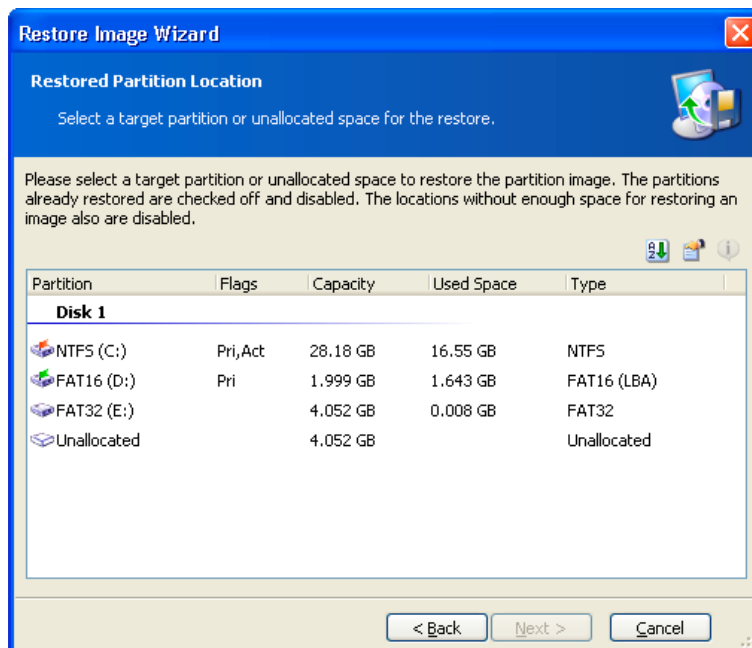 Restore Image Wizard
Restored Partition Location
Select a target partition or unallocated space for the restore.
Please select a target partition or unallocated space to restore the partition image. The partitions
already restored are checked off and disabled. The locations without enough space for restoring an
image also are disabled.
Partition Flags Capacity Used Space Type
Disk 1
NTFS (C:) Pri,Act 28.18 GB 16.55 GB NTFS
FAT16 (D:) Pri 1.999 GB 1.643 GB FAT16 (LBA)
FAT32 (E:) 4.052 GB 0.008 GB FAT32
Unallocated 4.052 GB Unallocated
< Back Next > Cancel